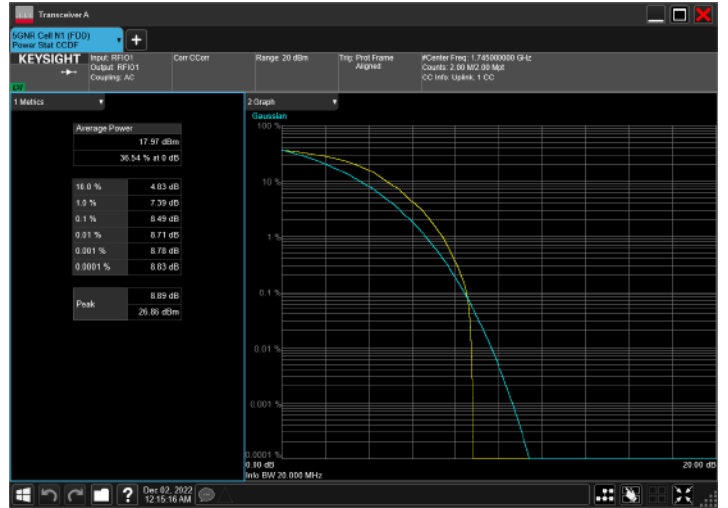 Transceiver A
5GNR Cell N1 (FDD)
Power Stat CCDF
KEYSIGHT
Input: RFIO1
Output: RFIO1
Coupling: AC
Corr CCorr
Range: 20 dBm
Trig: Prot Frame
Aligned
#Center Freq: 1.745000000 GHz
Counts: 2.00 M/2.00 Mpt
CC Info: Uplink, 1 CC
1 Metrics
Average Power
17.97 dBm
36.54 % at 0 dB
10.0 % 4.83 dB
1.0 % 7.39 dB
0.1 % 8.49 dB
0.01 % 8.71 dB
0.001 % 8.78 dB
0.0001 % 8.83 dB
Peak
8.89 dB
26.86 dBm
2 Graph
Gaussian
100 %
10 %
1 %
0.1 %
0.01 %
0.001 %
0.0001 %
0.00 dB
20.00 dB
Info BW 20.000 MHz
Dec 02, 2022
12:15:16 AM